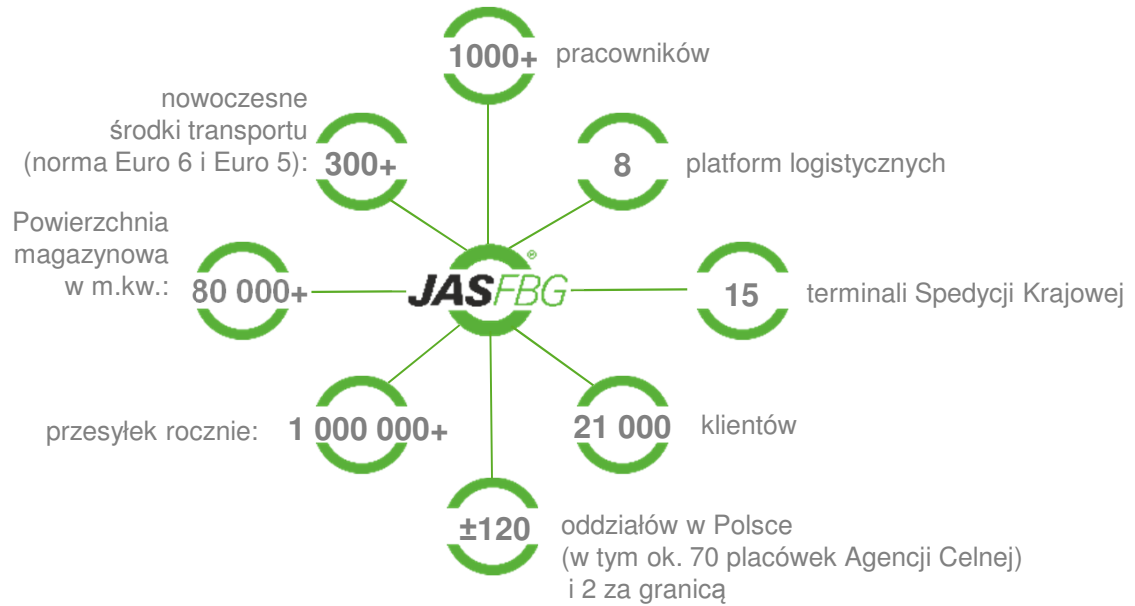 1000+ pracowników
nowoczesne
środki transportu
(norma Euro 6 i Euro 5): 300+
8 platform logistycznych
Powierzchnia
magazynowa
w m.kw.: 80 000+
JASFBG®
15 terminali Spedycji Krajowej
przesyłek rocznie: 1 000 000+
21 000 klientów
±120 oddziałów w Polsce
(w tym ok. 70 placówek Agencji Celnej)
i 2 za granicą